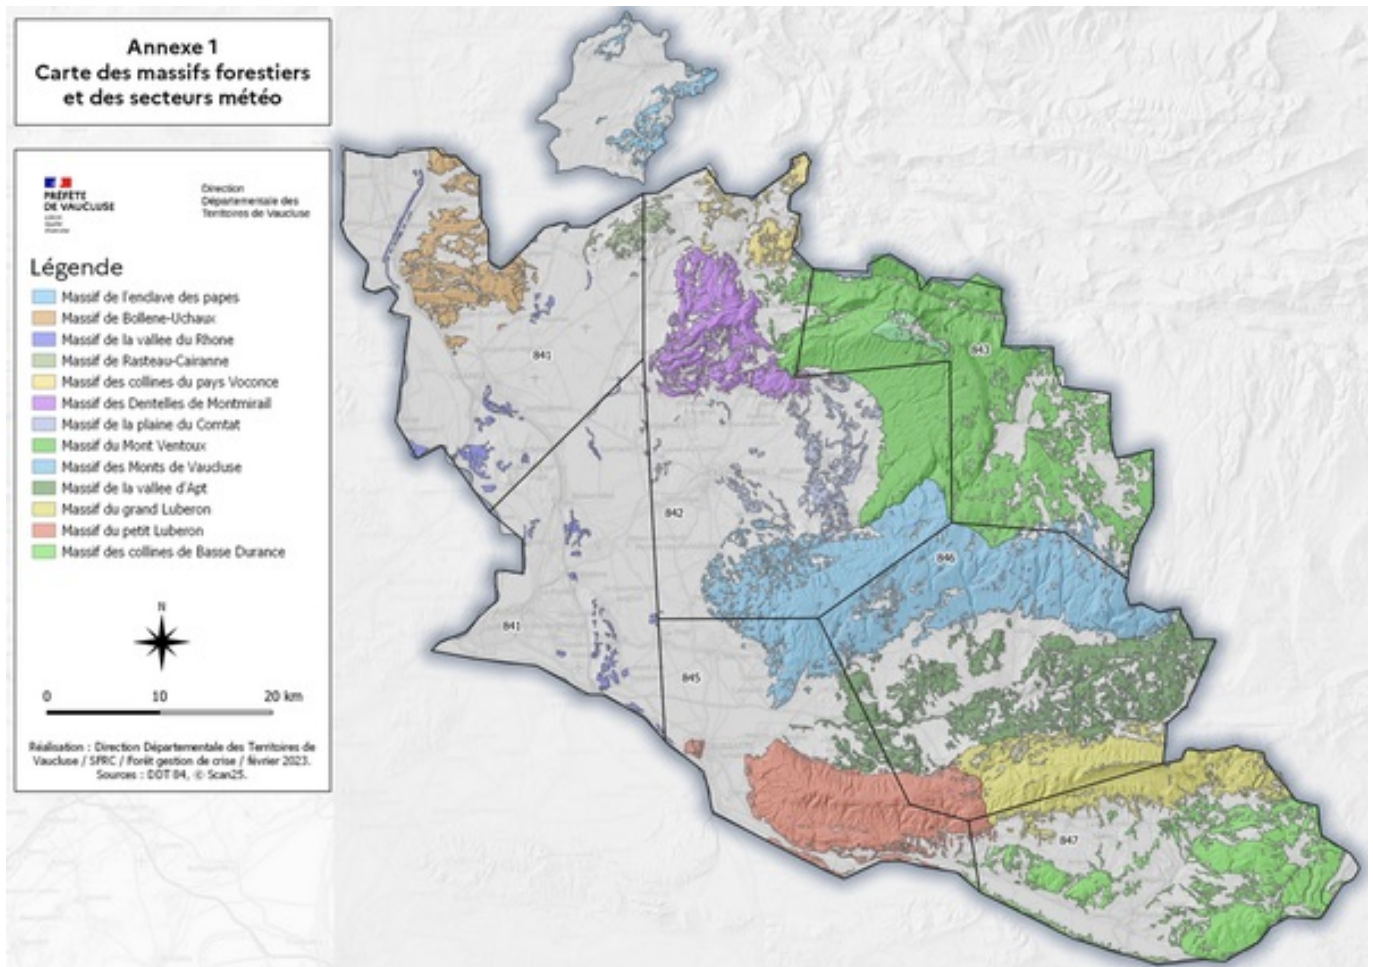 Annexe 1
Carte des massifs forestiers
et des secteurs météo
PRÉFÈTE
DE VAUCLUSE
Direction
Départementale des
Territoires de Vaucluse
Légende
Massif de l'enclave des papes
Massif de Bollene-Uchaux
Massif de la vallee du Rhone
Massif de Rasteau-Cairanne
Massif des collines du pays Voconce
Massif des Dentelles de Montmirail
Massif de la plaine du Comtat
Massif du Mont Ventoux
Massif des Monts de Vaucluse
Massif de la vallee d'Apt
Massif du grand Luberon
Massif du petit Luberon
Massif des collines de Basse Durance
N
0 10 20 km
Réalisation : Direction Départementale des Territoires de
Vaucluse / SFRC / Forêt gestion de crise / février 2023.
Sources : DDT 84, © Scan25.
841
843
842
846
841
845
847